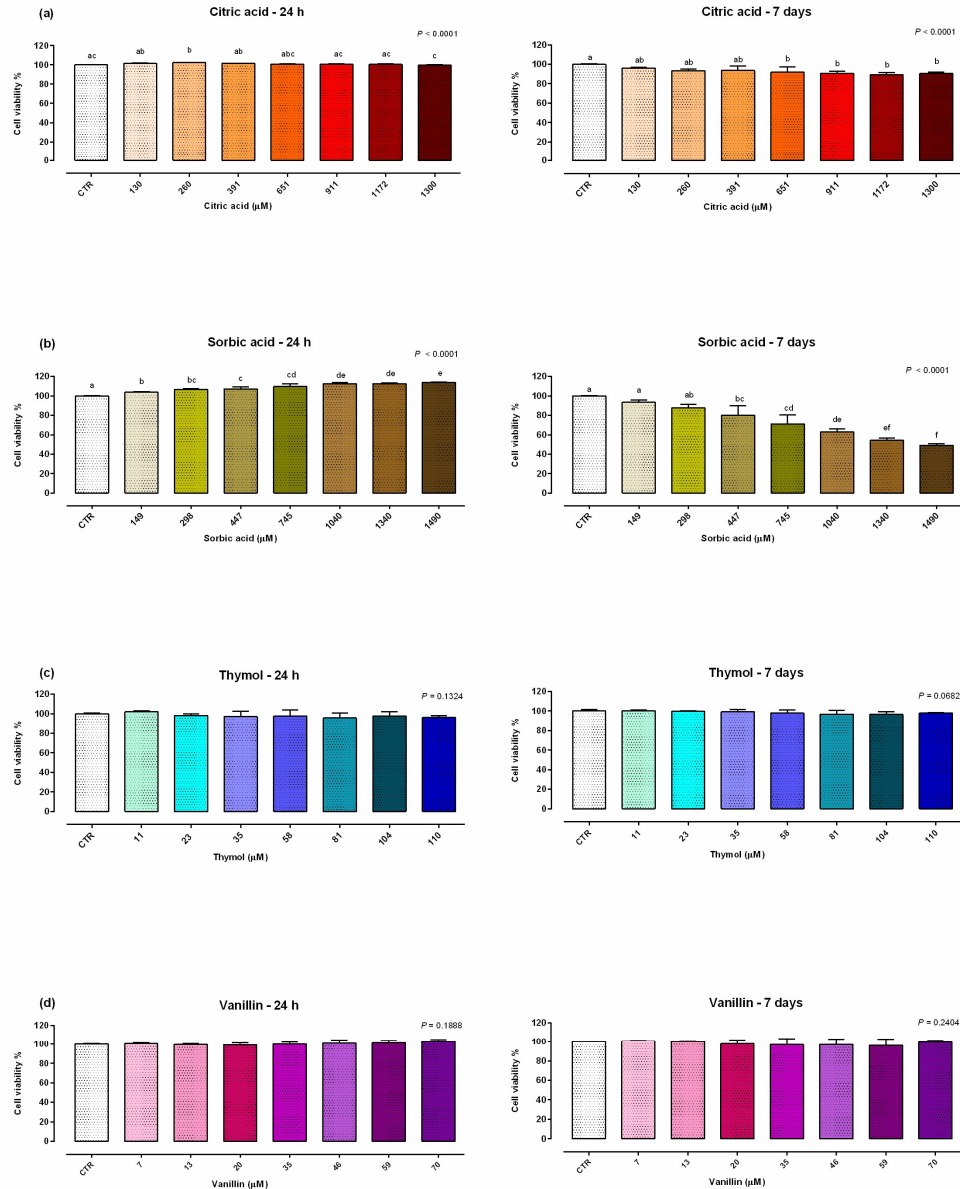 (a)
Citric acid - 24 h
P < 0.0001
ac ab b ab abc ac ac c
120
100
80
60
40
20
0
Cell viability %
CTR 130 260 391 651 911 1172 1300
Citric acid (μM)
Citric acid - 7 days
P < 0.0001
a ab ab ab b b b b
120
100
80
60
40
20
0
Cell viability %
CTR 130 260 391 651 911 1172 1300
Citric acid (μM)
(b)
Sorbic acid - 24 h
P < 0.0001
a b bc c cd de de e
120
100
80
60
40
20
0
Cell viability %
CTR 149 298 447 745 1040 1340 1490
Sorbic acid (μM)
Sorbic acid - 7 days
P < 0.0001
a a ab bc cd de ef f
120
100
80
60
40
20
0
Cell viability %
CTR 149 298 447 745 1040 1340 1490
Sorbic acid (μM)
(c)
Thymol - 24 h
P = 0.1324
120
100
80
60
40
20
0
Cell viability %
CTR 11 23 35 58 81 104 110
Thymol (μM)
Thymol - 7 days
P = 0.0682
120
100
80
60
40
20
0
Cell viability %
CTR 11 23 35 58 81 104 110
Thymol (μM)
(d)
Vanillin - 24 h
P = 0.1888
120
100
80
60
40
20
0
Cell viability %
CTR 7 13 20 35 46 59 70
Vanillin (μM)
Vanillin - 7 days
P = 0.2404
120
100
80
60
40
20
0
Cell viability %
CTR 7 13 20 35 46 59 70
Vanillin (μM)